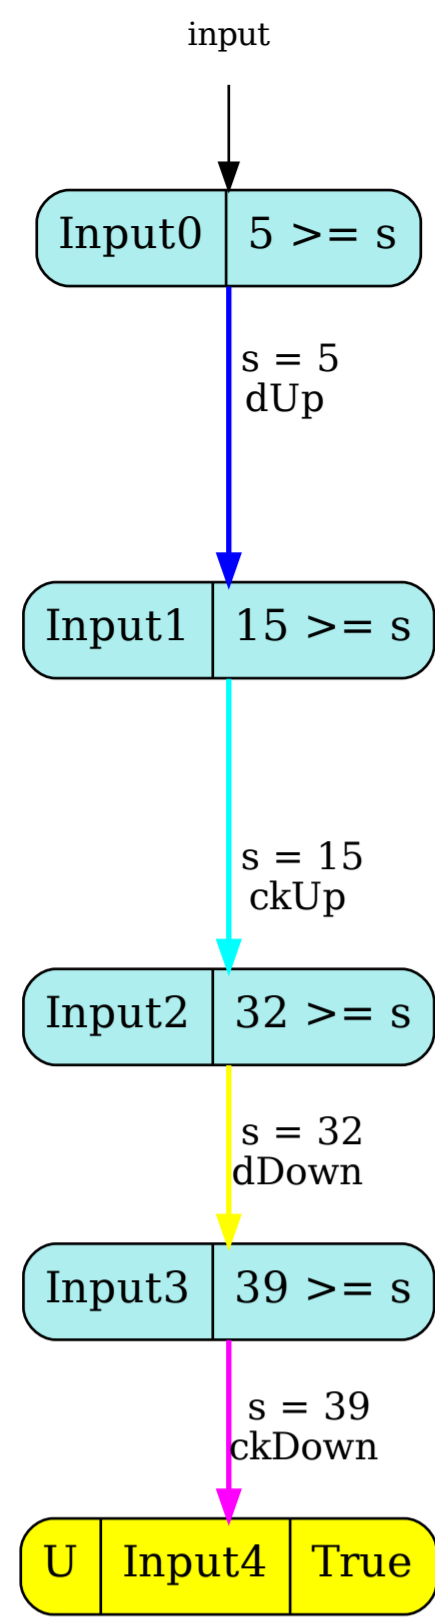 input
Input0 5 >= s
s = 5
dUp
Input1 15 >= s
s = 15
ckUp
Input2 32 >= s
s = 32
dDown
Input3 39 >= s
s = 39
ckDown
U Input4 True